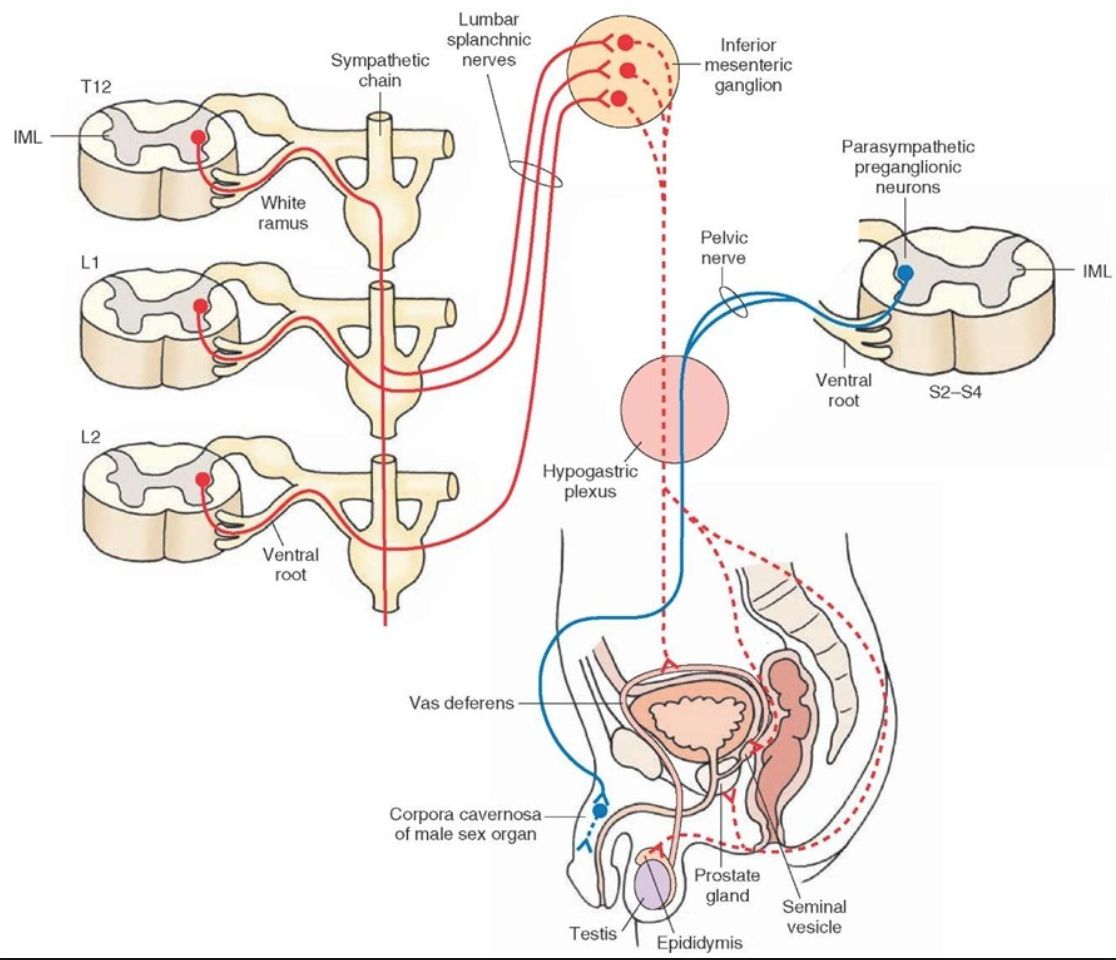 Lumbar
splanchnic
nerves
Sympathetic
chain
Inferior
mesenteric
ganglion
T12
IML
White
ramus
Parasympathetic
preganglionic
neurons
Pelvic
nerve
IML
L1
Ventral
root
S2–S4
L2
Hypogastric
plexus
Ventral
root
Vas deferens
Corpora cavernosa
of male sex organ
Prostate
gland
Seminal
vesicle
Testis
Epididymis